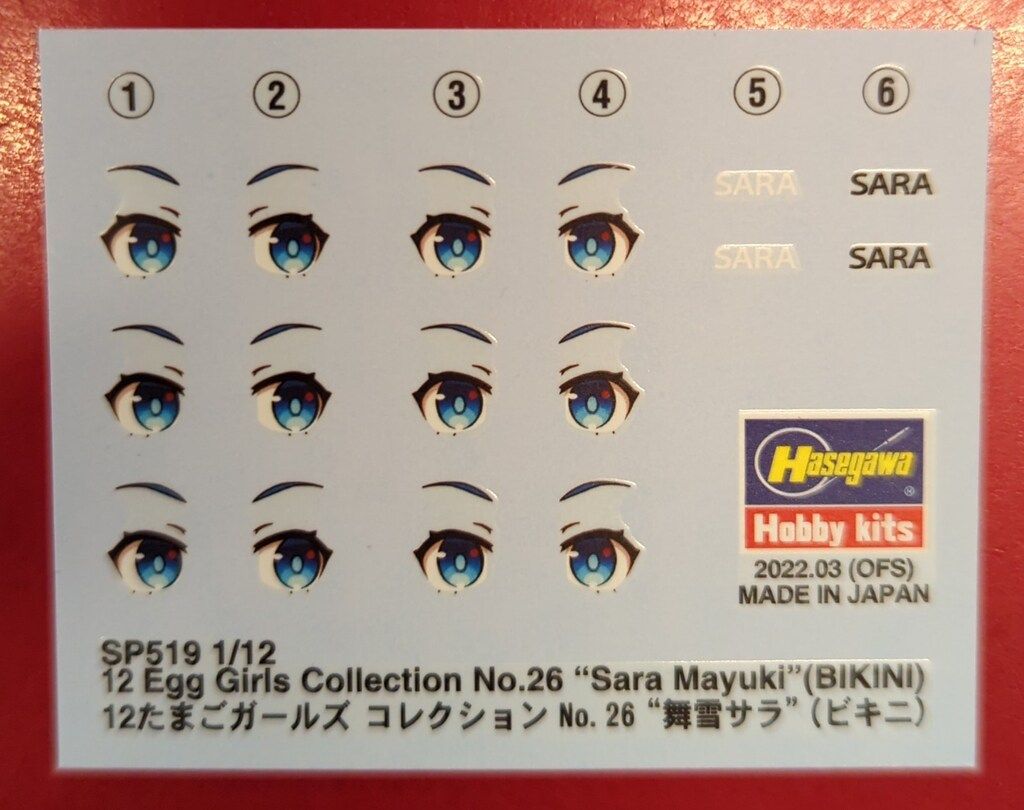 ① ② ③ ④ ⑤ ⑥
SARA SARA
SARA SARA
Hasegawa ®
Hobby kits
2022.03 (OFS)
MADE IN JAPAN
SP519 1/12
12 Egg Girls Collection No.26 “Sara Mayuki”(BIKINI)
12たまごガールズ コレクション No. 26 “舞雪サラ”（ビキニ）